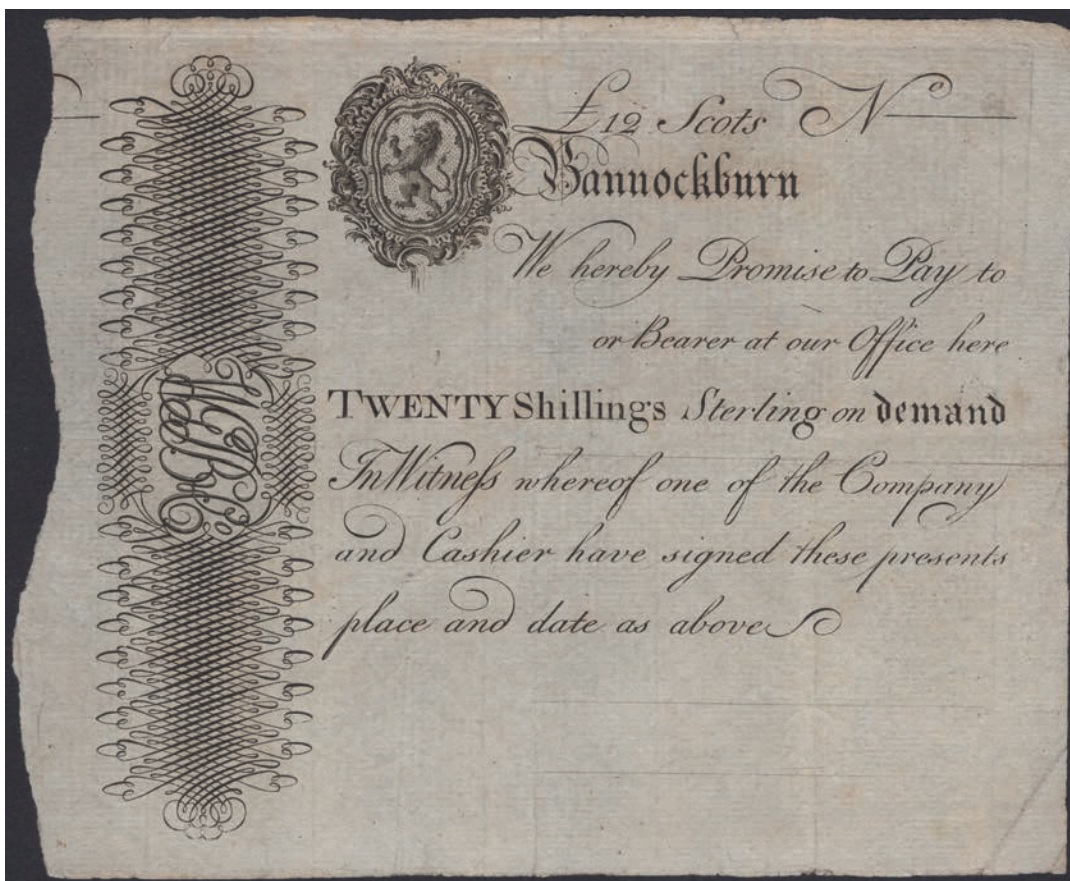 £12 Scots Nº
Bannockburn
We hereby Promise to Pay to
or Bearer at our Office here
TWENTY Shillings Sterling on demand
In Witneſs whereof one of the Company
and Cashier have signed these presents
place and date as above